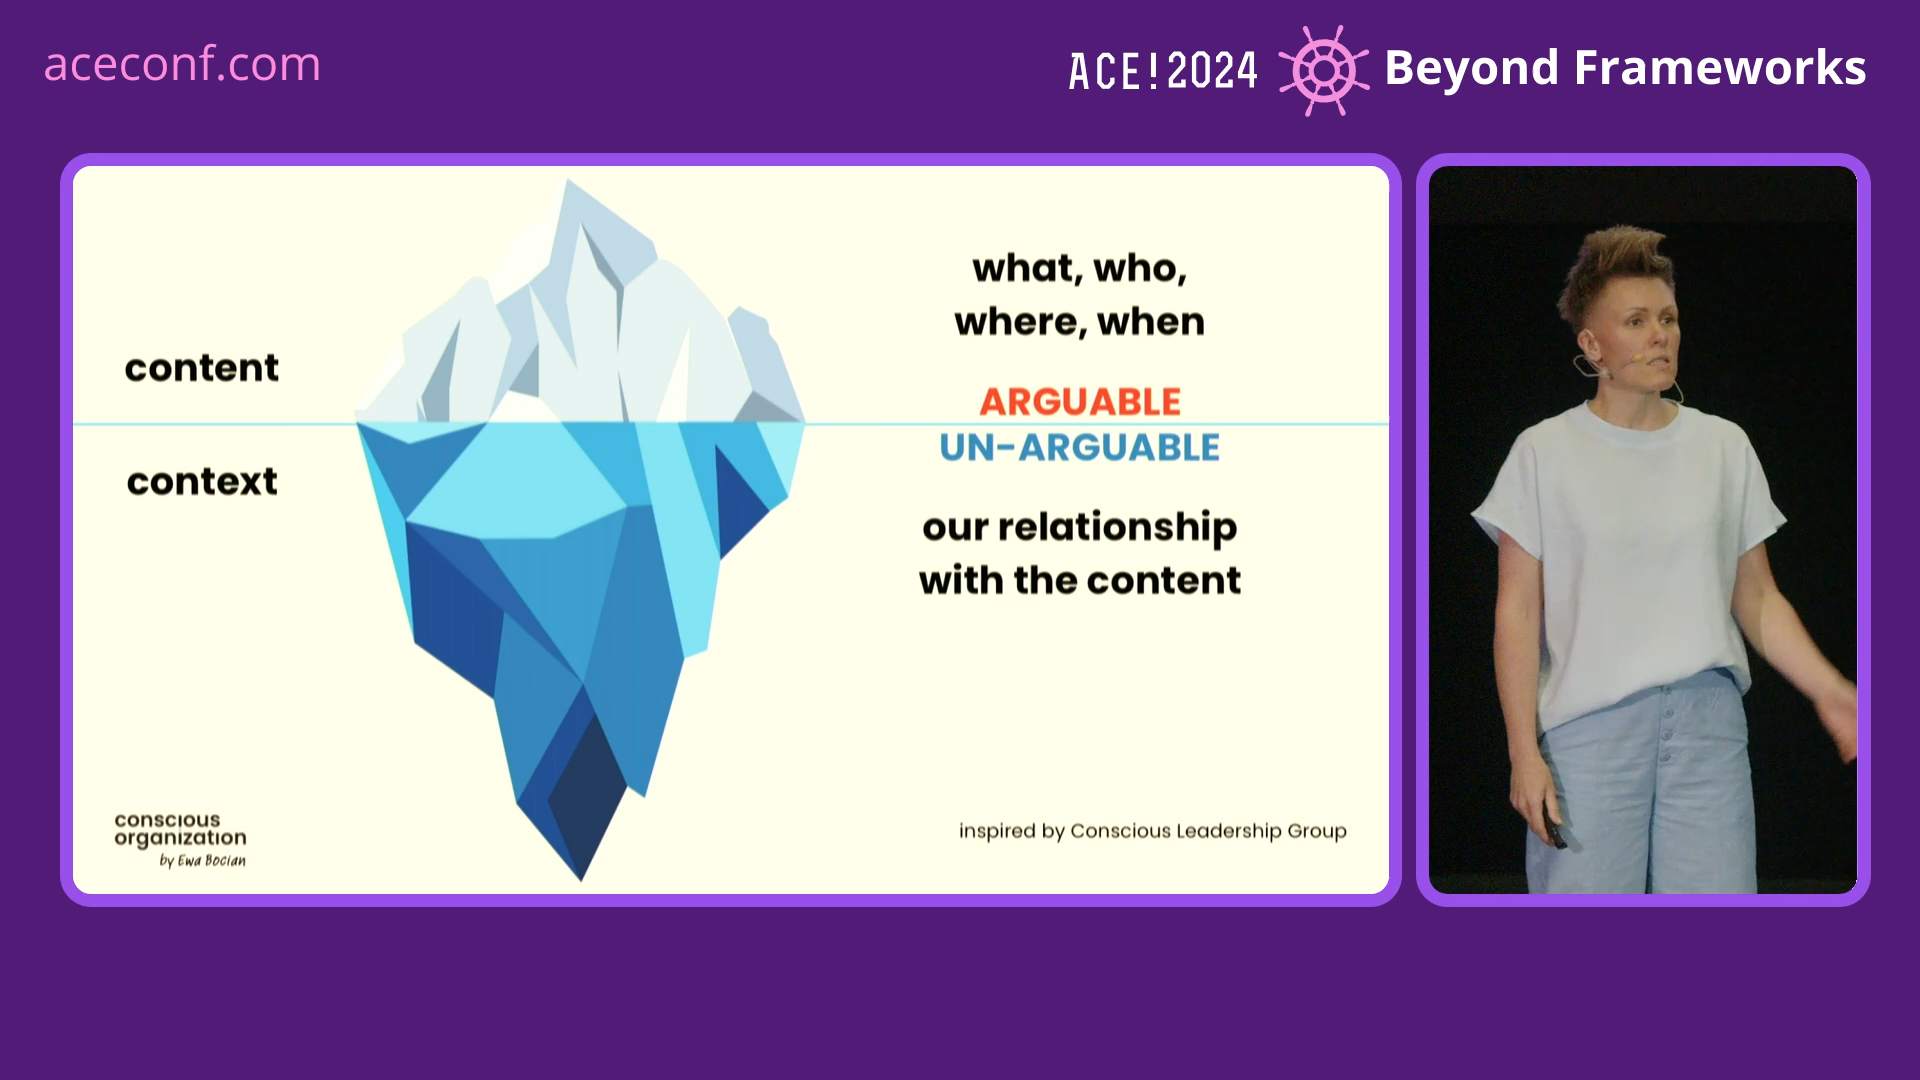 aceconf.com
ACE!2024 Beyond Frameworks
content
context
what, who,
where, when
ARGUABLE
UN-ARGUABLE
our relationship
with the content
conscious
organization
by Ewa Bocian
inspired by Conscious Leadership Group